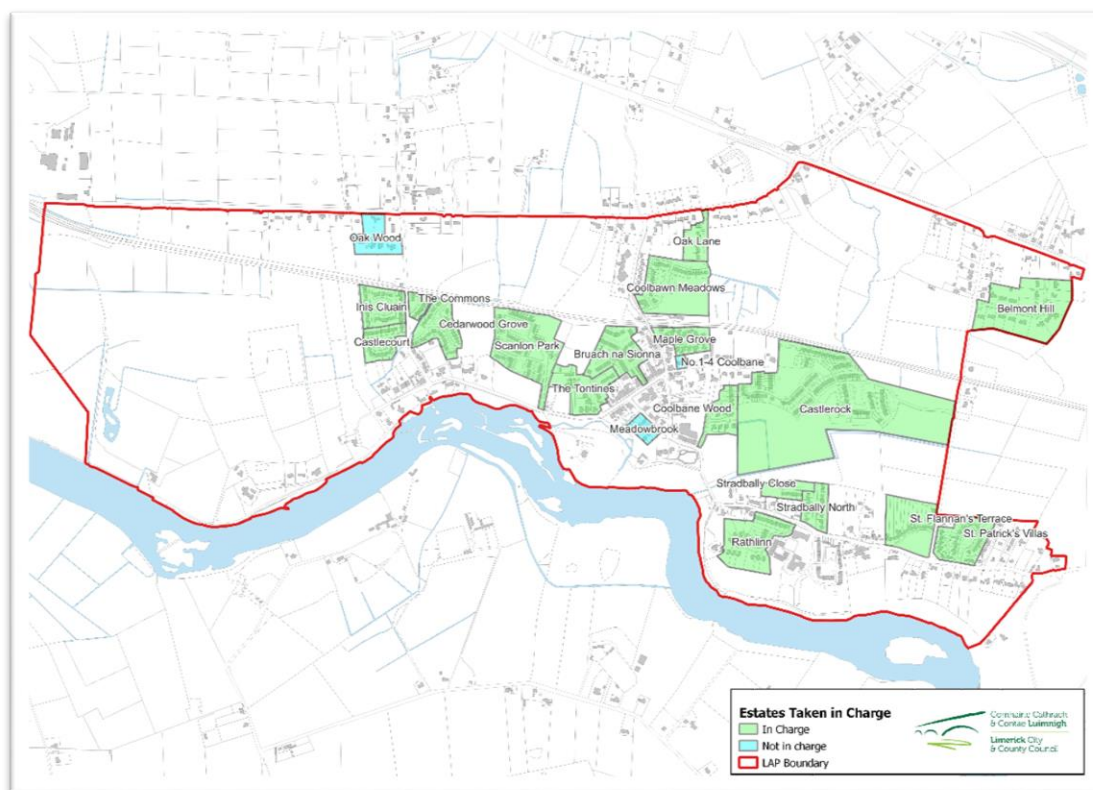 Oak Wood
Oak Lane
Coolbawn Meadows
Belmont Hill
The Commons
Inis Cluain
Cedarwood Grove
Castlecourt
Scanlon Park
Maple Grove
Bruach na Sionna
No.1-4 Coolbane
The Tontines
Coolbane Wood
Castlerock
Meadowbrook
Stradbally Close
Stradbally North
St. Flannan's Terrace
St. Patrick's Villas
Rathlinn
Estates Taken in Charge
In Charge
Not in charge
LAP Boundary
Comhairle Cathrach
& Contae Luimnigh
Limerick City
& County Council